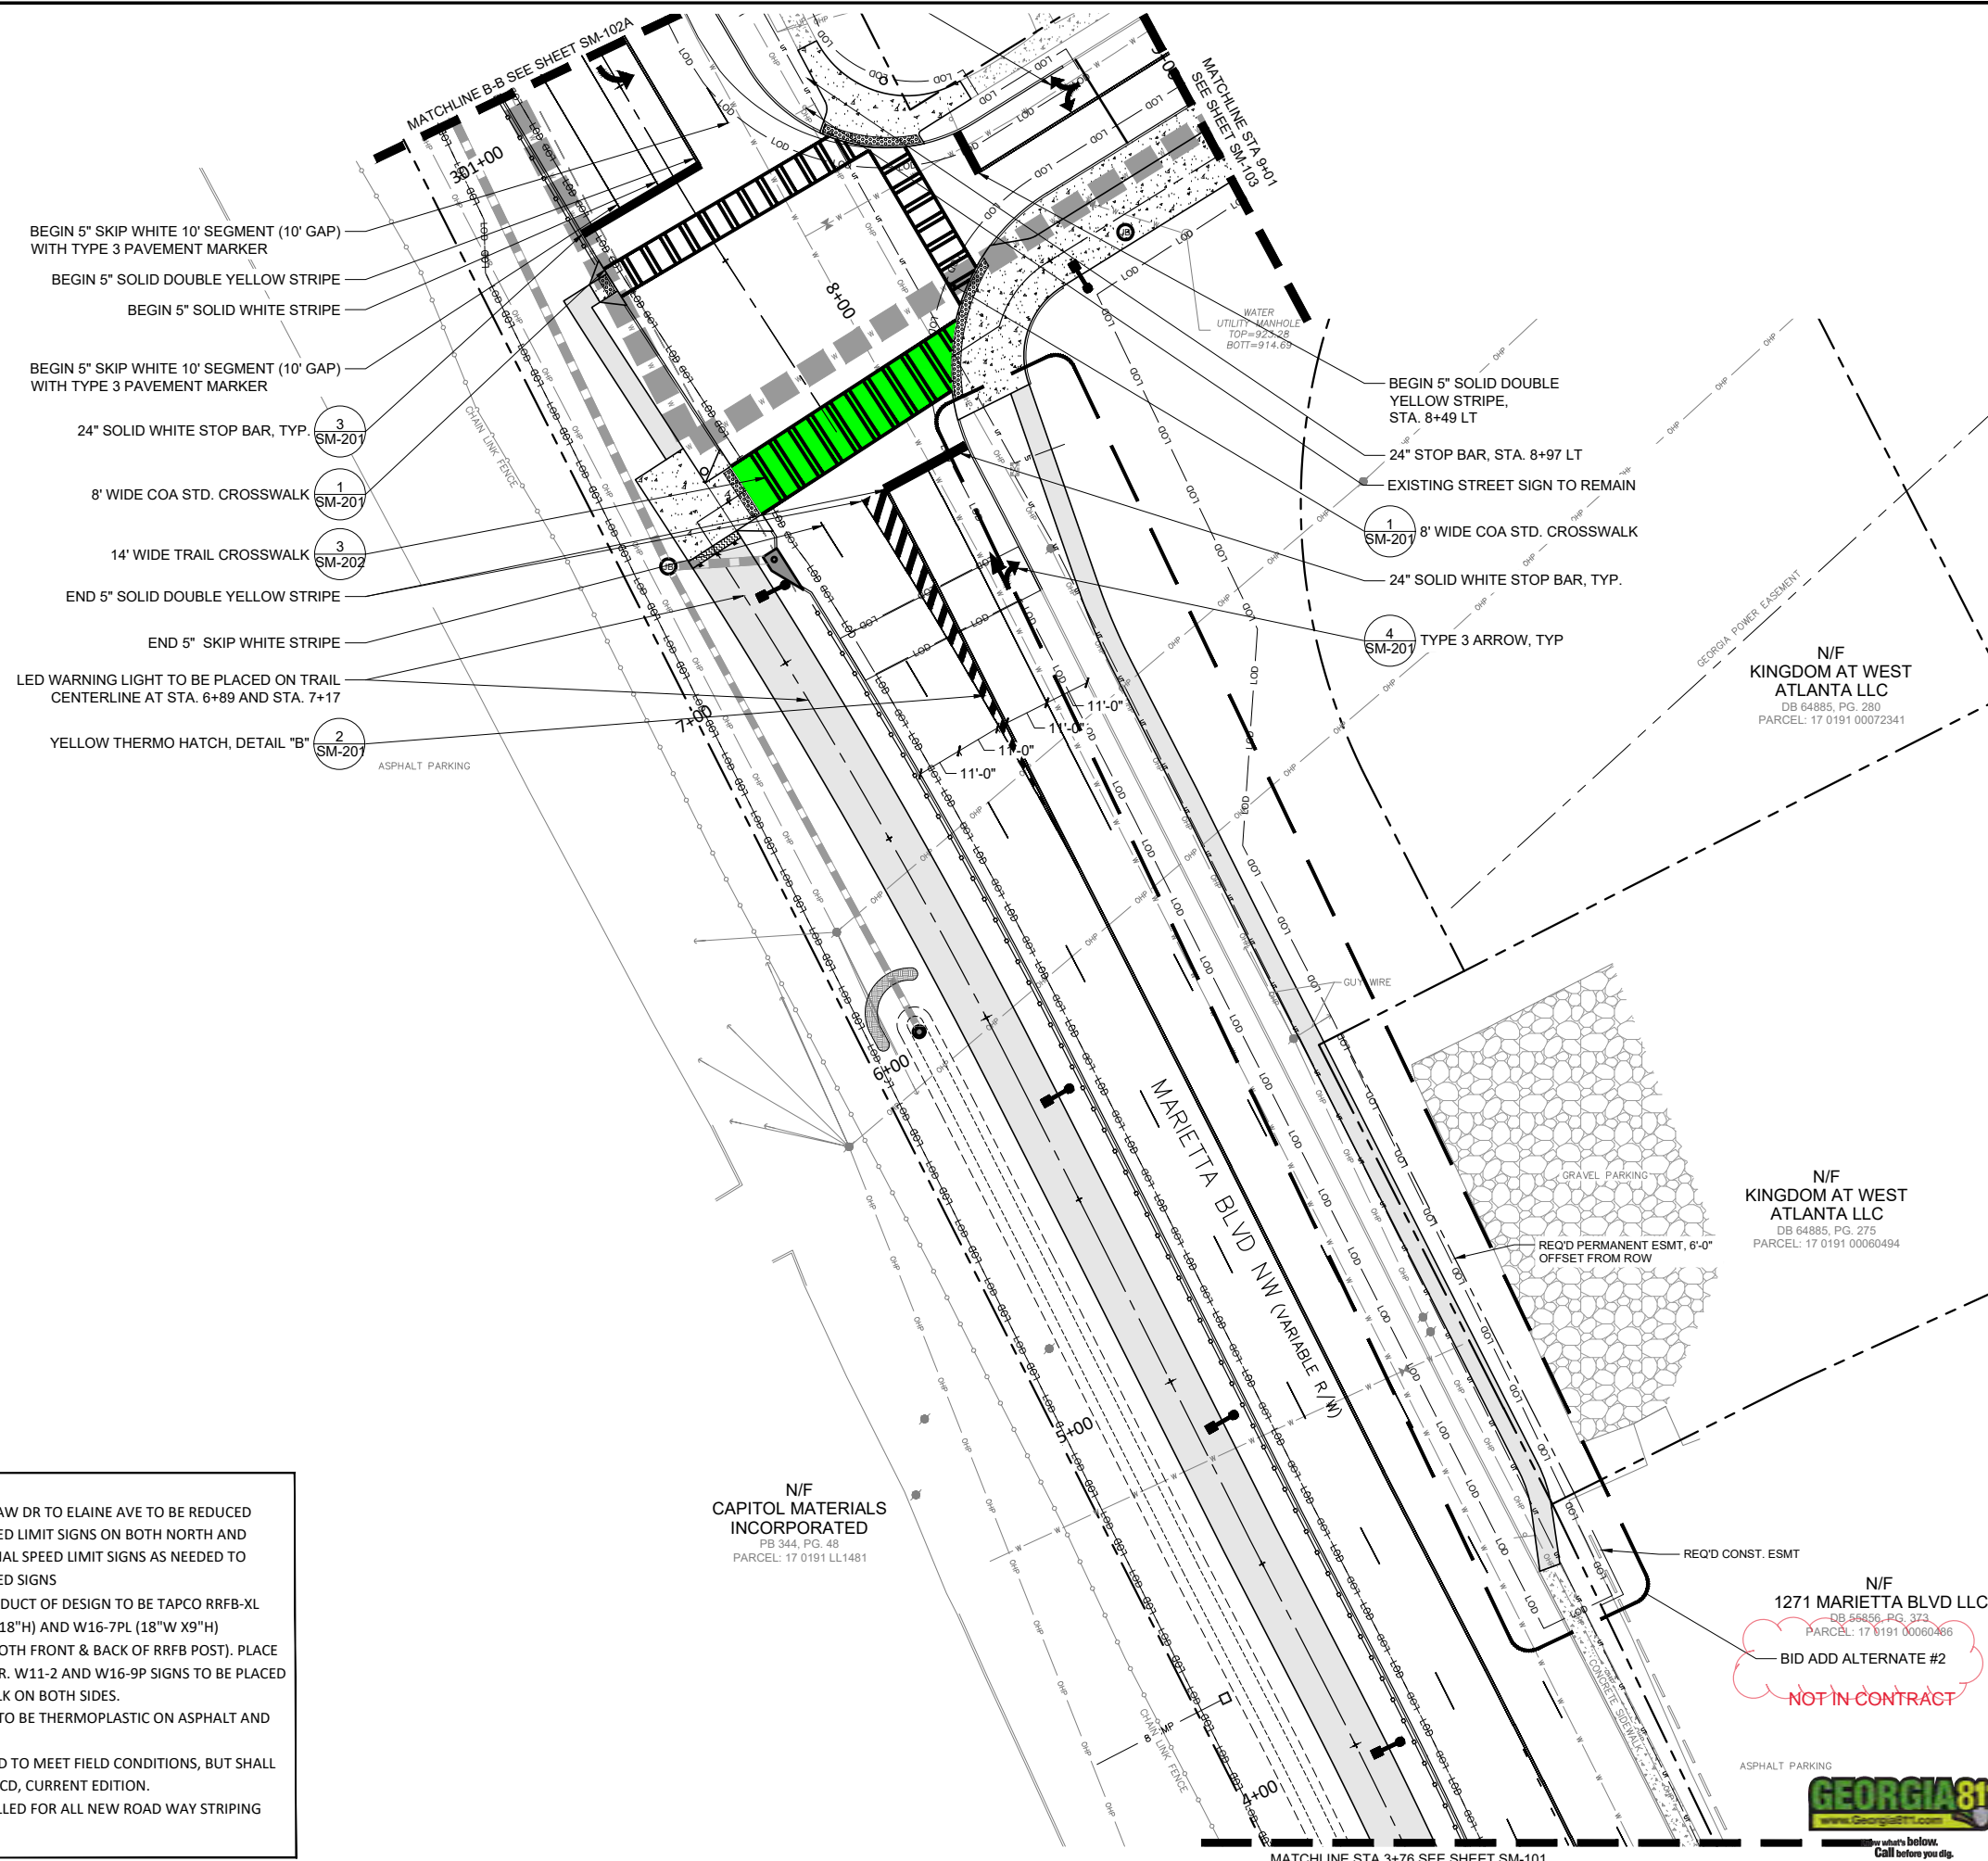 MATCHLINE B-B SEE SHEET SM-102A
301+00
MATCHLINE STA 9+01
SEE SHEET SM-103
BEGIN 5" SKIP WHITE 10' SEGMENT (10' GAP)
WITH TYPE 3 PAVEMENT MARKER
BEGIN 5" SOLID DOUBLE YELLOW STRIPE
BEGIN 5" SOLID WHITE STRIPE
BEGIN 5" SKIP WHITE 10' SEGMENT (10' GAP)
WITH TYPE 3 PAVEMENT MARKER
24" SOLID WHITE STOP BAR, TYP.
3
SM-201
8' WIDE COA STD. CROSSWALK
1
SM-201
14' WIDE TRAIL CROSSWALK
3
SM-202
END 5" SOLID DOUBLE YELLOW STRIPE
END 5" SKIP WHITE STRIPE
LED WARNING LIGHT TO BE PLACED ON TRAIL
CENTERLINE AT STA. 6+89 AND STA. 7+17
YELLOW THERMO HATCH, DETAIL "B"
2
SM-201
ASPHALT PARKING
CHAIN LINK FENCE
8+00
7+00
6+00
5+00
4+00
WATER
UTILITY MANHOLE
TOP=923.28
BOTT=914.69
BEGIN 5" SOLID DOUBLE
YELLOW STRIPE,
STA. 8+49 LT
24" STOP BAR, STA. 8+97 LT
EXISTING STREET SIGN TO REMAIN
1
SM-201
8' WIDE COA STD. CROSSWALK
24" SOLID WHITE STOP BAR, TYP.
4
SM-201
TYPE 3 ARROW, TYP
11'-0"
11'-0"
11'-0"
11'-0"
GEORGIA POWER EASEMENT
N/F
KINGDOM AT WEST
ATLANTA LLC
DB 64885, PG. 280
PARCEL: 17 0191 00072341
GUY WIRE
MARIETTA BLVD NW (VARIABLE R/W)
GRAVEL PARKING
N/F
KINGDOM AT WEST
ATLANTA LLC
DB 64885, PG. 275
PARCEL: 17 0191 00060494
REQ'D PERMANENT ESMT, 6'-0"
OFFSET FROM ROW
N/F
CAPITOL MATERIALS
INCORPORATED
PB 344, PG. 48
PARCEL: 17 0191 LL1481
REQ'D CONST. ESMT
N/F
1271 MARIETTA BLVD LLC
DB 55856, PG. 373
PARCEL: 17 0191 00060486
BID ADD ALTERNATE #2
NOT IN CONTRACT
CONCRETE SIDEWALK
CHAIN LINK FENCE
8 MP
ASPHALT PARKING
AW DR TO ELAINE AVE TO BE REDUCED
ED LIMIT SIGNS ON BOTH NORTH AND
NAL SPEED LIMIT SIGNS AS NEEDED TO
ED SIGNS
DUCT OF DESIGN TO BE TAPCO RRFB-XL
18"H) AND W16-7PL (18"W X9"H)
OTH FRONT & BACK OF RRFB POST). PLACE
R. W11-2 AND W16-9P SIGNS TO BE PLACED
LK ON BOTH SIDES.
TO BE THERMOPLASTIC ON ASPHALT AND
D TO MEET FIELD CONDITIONS, BUT SHALL
CD, CURRENT EDITION.
LLED FOR ALL NEW ROAD WAY STRIPING
MATCHLINE STA 3+76 SEE SHEET SM-101
GEORGIA81
www.Georgia811.com
what's below.
Call before you dig.